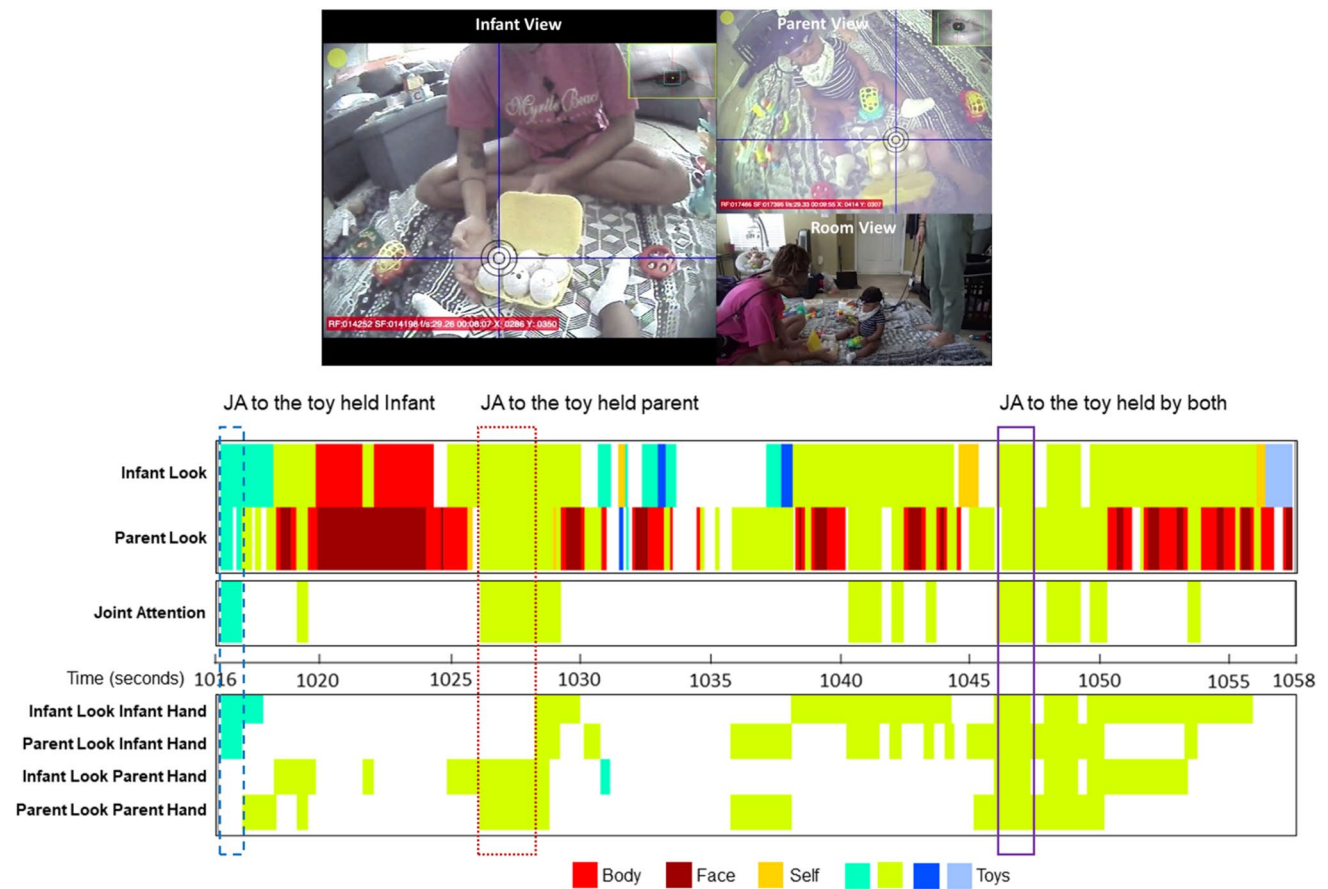 Infant View
Parent View
Myrtle Beach
RF:014252 SF:014198 f/s:29.26 00:08:07 X: 0286 Y: 0350
RF:017466 SF:017386 f/s:29.33 00:09:55 X: 0414 Y: 0307
Room View
JA to the toy held Infant
JA to the toy held parent
JA to the toy held by both
Infant Look
Parent Look
Joint Attention
Time (seconds) 1016 1020 1025 1030 1035 1040 1045 1050 1055 1058
Infant Look Infant Hand
Parent Look Infant Hand
Infant Look Parent Hand
Parent Look Parent Hand
Body Face Self Toys